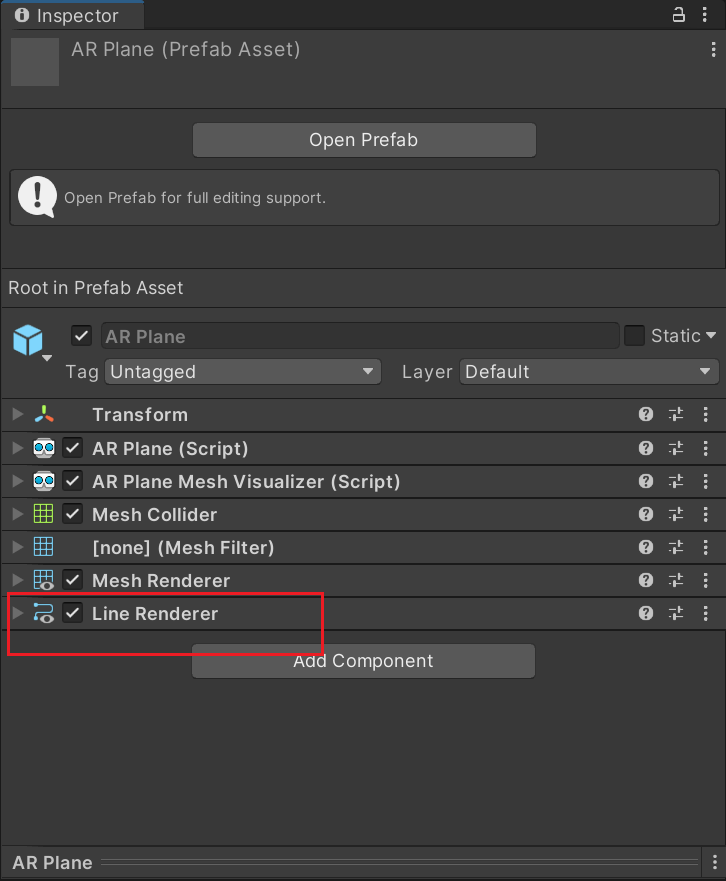 Inspector
AR Plane (Prefab Asset)
Open Prefab
Open Prefab for full editing support.
Root in Prefab Asset
AR Plane
Static
Tag Untagged Layer Default
Transform
AR Plane (Script)
AR Plane Mesh Visualizer (Script)
Mesh Collider
[none] (Mesh Filter)
Mesh Renderer
Line Renderer
Add Component
AR Plane